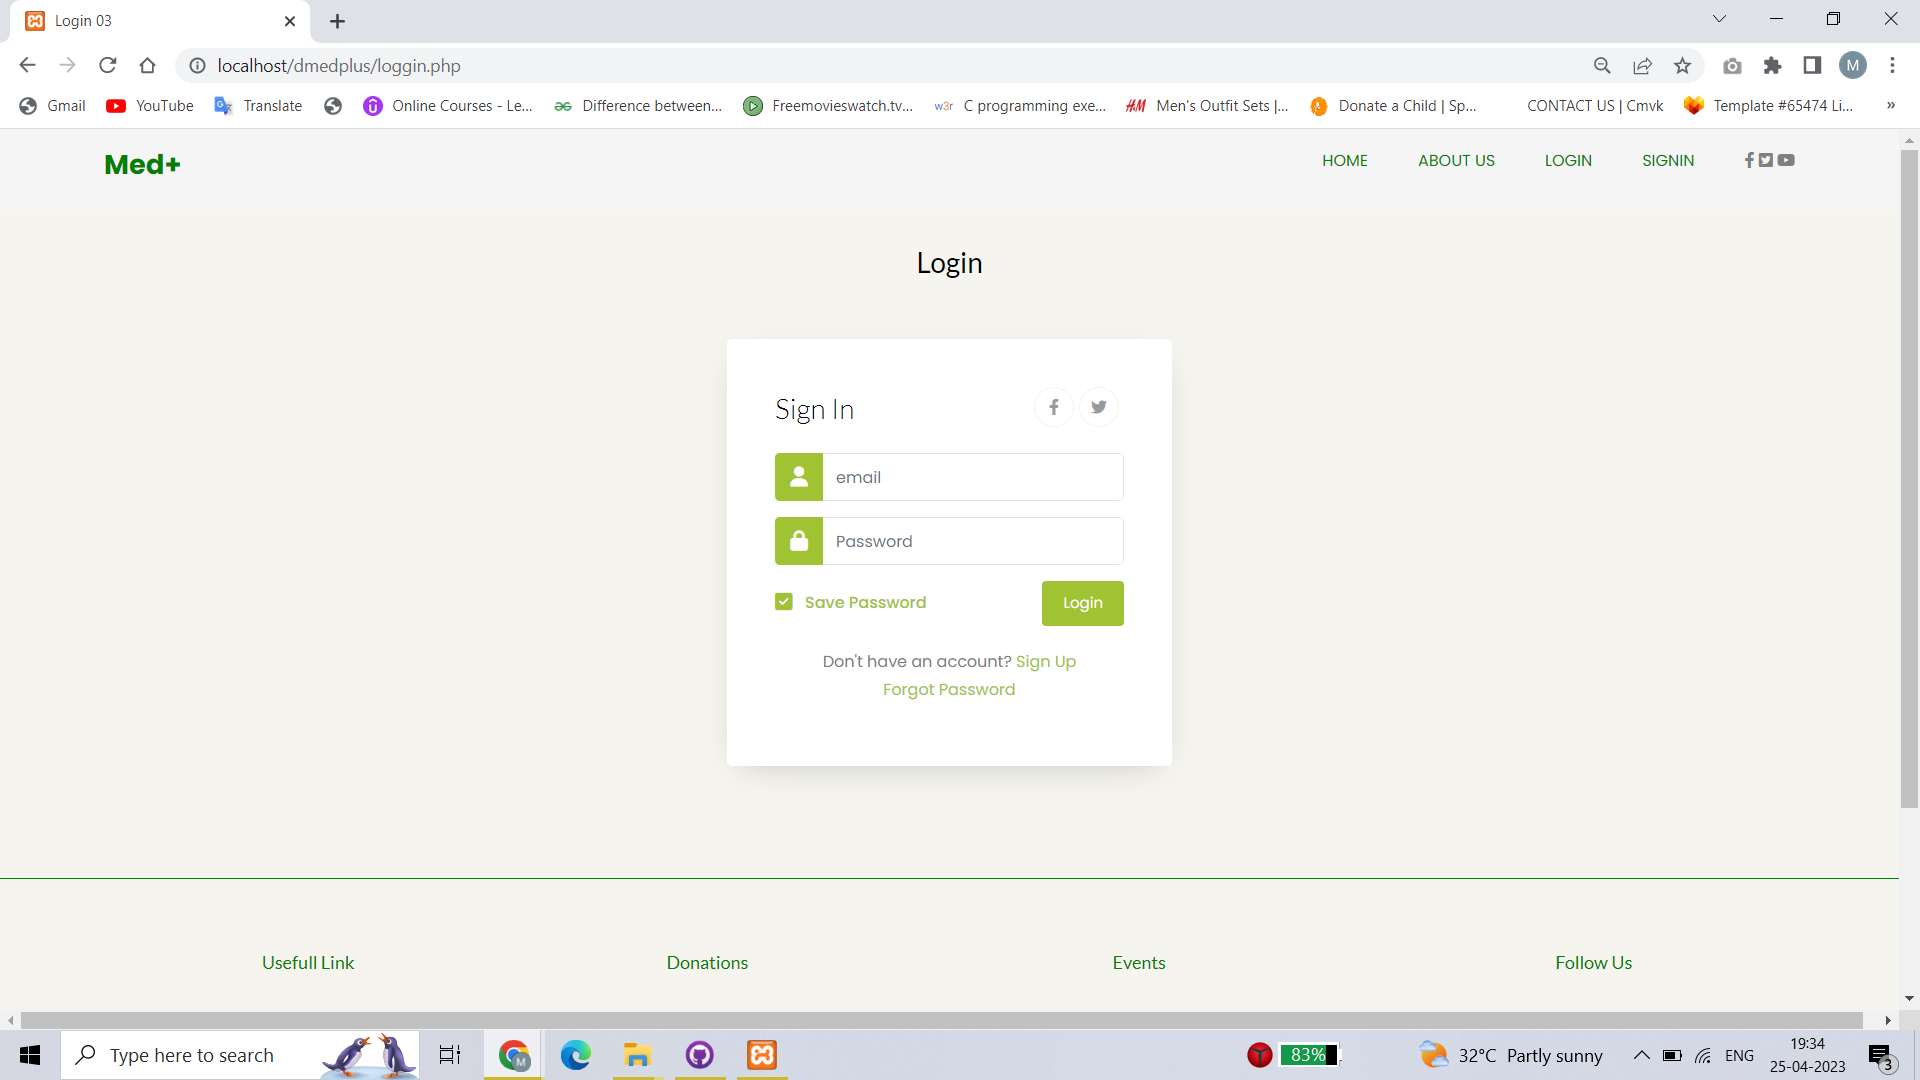 Login 03
localhost/dmedplus/loggin.php
M
Gmail YouTube Translate Online Courses - Le... Difference between... Freemovieswatch.tv... w3r C programming exe... HM Men's Outfit Sets |... Donate a Child | Sp... CONTACT US | Cmvk Template #65474 Li... »
Med+ HOME ABOUT US LOGIN SIGNIN
Login
Sign In
email
Password
Save Password Login
Don't have an account? Sign Up
Forgot Password
Usefull Link Donations Events Follow Us
Type here to search
M
83%
32°C Partly sunny
ENG
19:34
25-04-2023
3